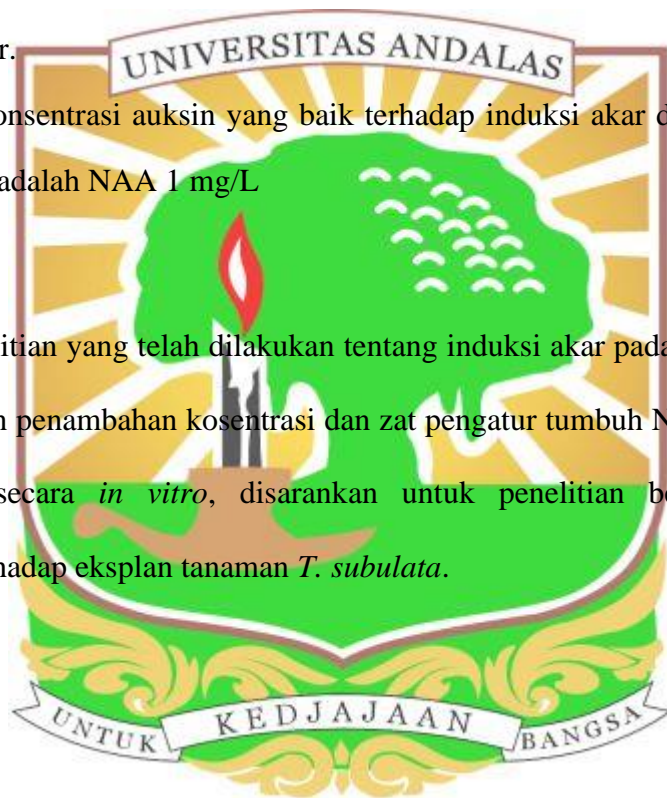 r.
UNIVERSITAS ANDALAS
onsentrasi auksin yang baik terhadap induksi akar d
adalah NAA 1 mg/L
itian yang telah dilakukan tentang induksi akar pada
n penambahan kosentrasi dan zat pengatur tumbuh N
secara in vitro, disarankan untuk penelitian be
hadap eksplan tanaman T. subulata.
UNTUK KEDJAJAAN BANGSA